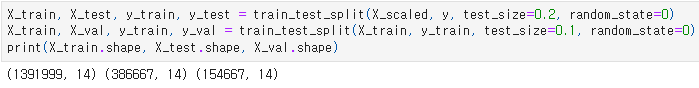 X_train, X_test, y_train, y_test = train_test_split(X_scaled, y, test_size=0.2, random_state=0)
X_train, X_val, y_train, y_val = train_test_split(X_train, y_train, test_size=0.1, random_state=0)
print(X_train.shape, X_test.shape, X_val.shape)
(1391999, 14) (386667, 14) (154667, 14)